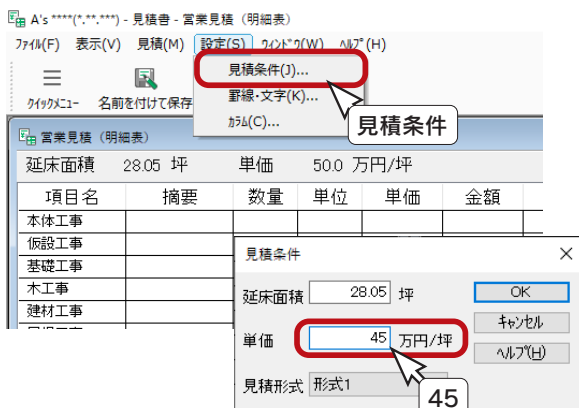 A's ****(*.**.***) - 見積書 - 営業見積（明細表）
ﾌｧｲﾙ(F) 表示(V) 見積(M) 設定(S) ｳｨﾝﾄﾞｳ(W) ﾍﾙﾌﾟ(H)
見積条件(J)...
罫線・文字(K)...
ｶﾗﾑ(C)...
ｸｲｯｸﾒﾆｭｰ 名前を付けて保存
見積条件
営業見積（明細表）
延床面積 28.05 坪 単価 50.0 万円/坪
項目名 摘要 数量 単位 単価 金額
本体工事
仮設工事
基礎工事
木工事
建材工事
見積条件
延床面積 28.05 坪 OK
ｷｬﾝｾﾙ
単価 45 万円/坪
ﾍﾙﾌﾟ(H)
見積形式 形式1
45